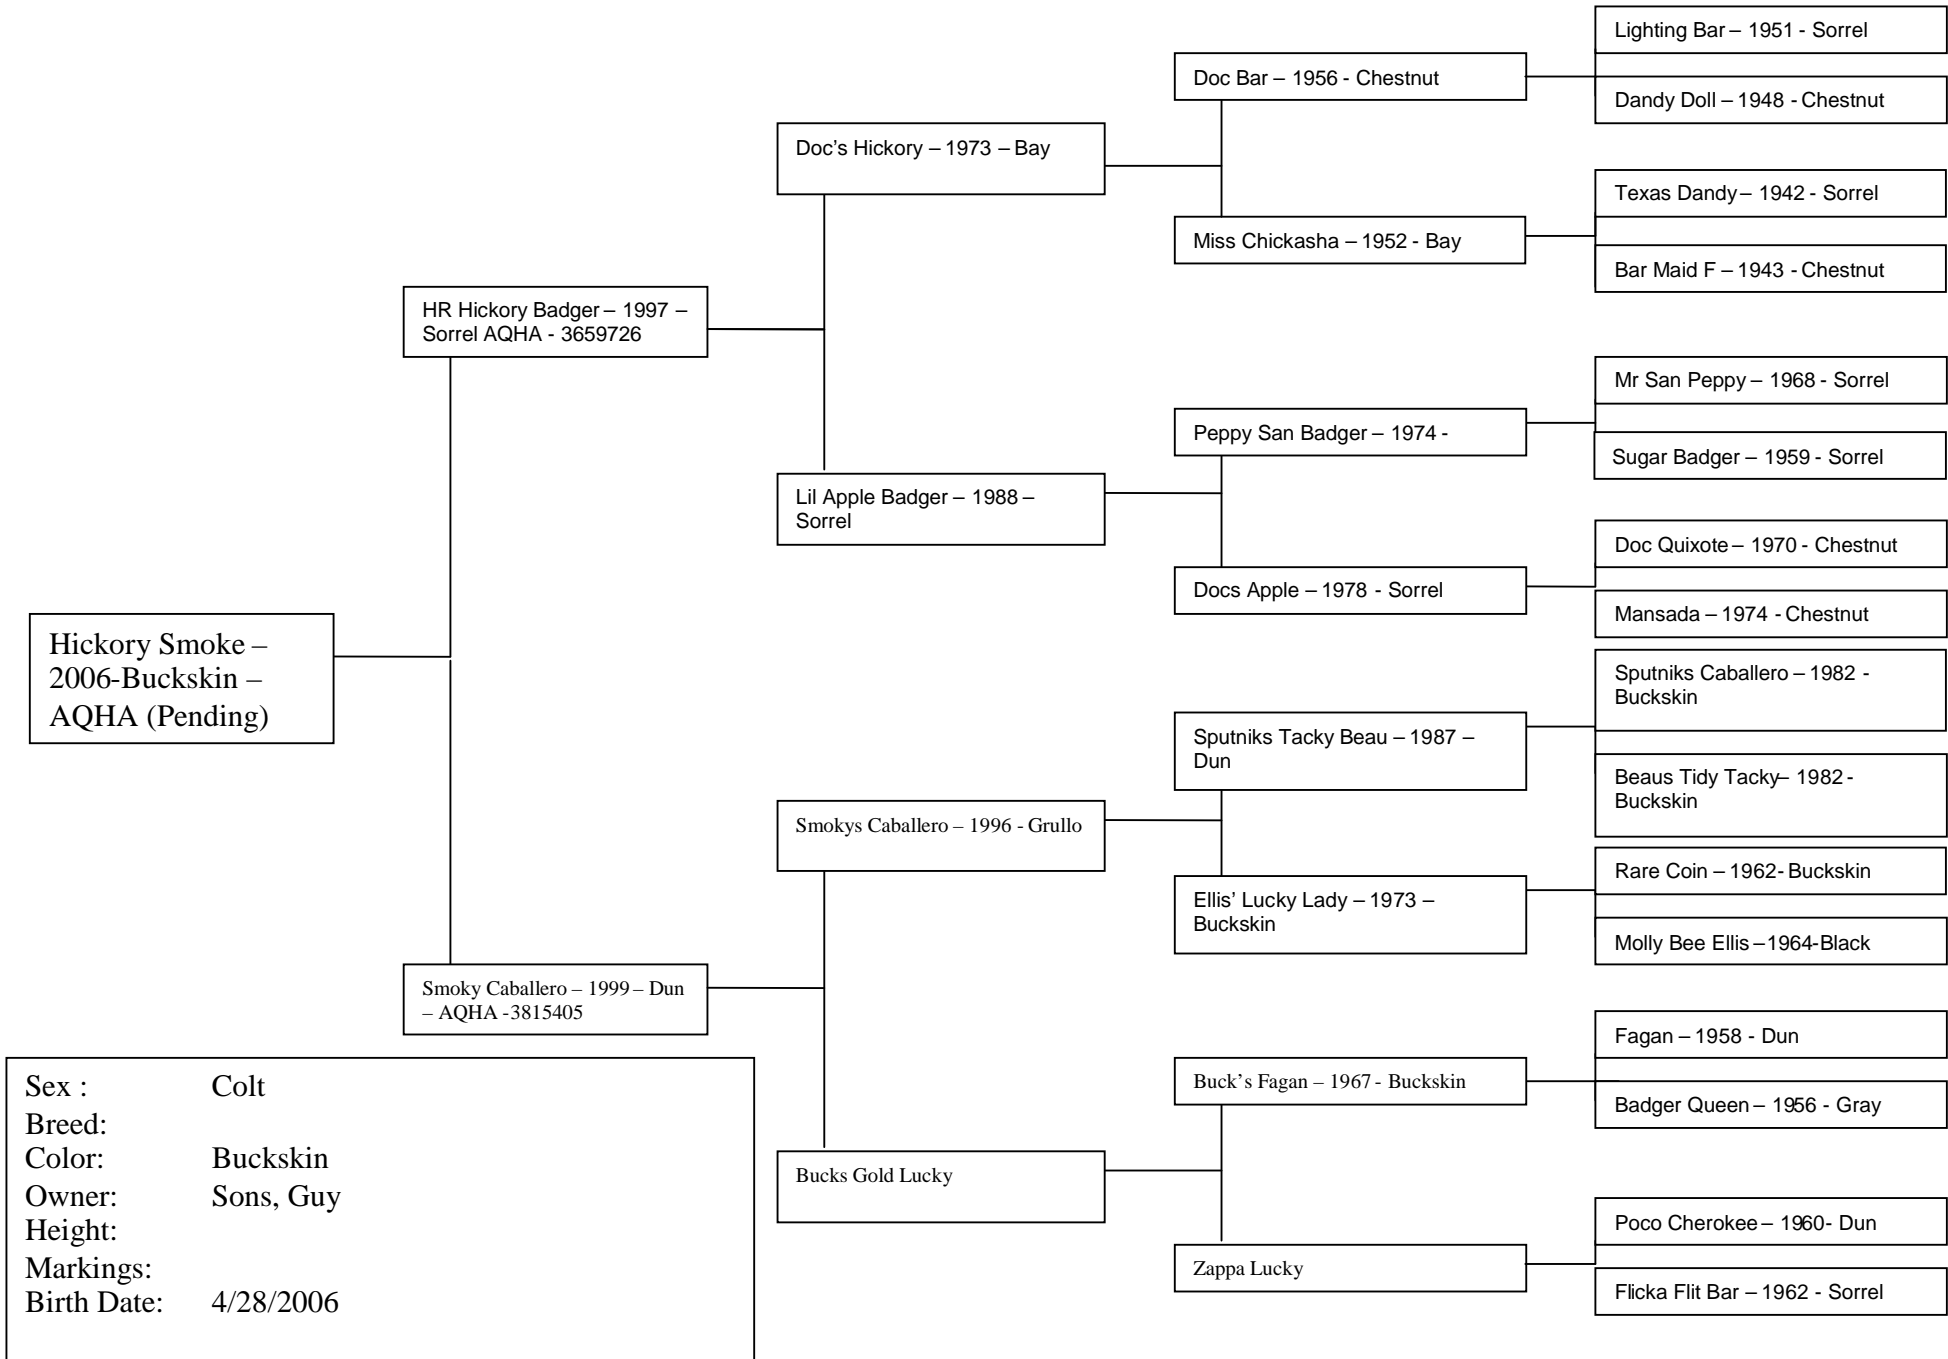 Lighting Bar – 1951 - Sorrel
Doc Bar – 1956 - Chestnut
Dandy Doll – 1948 - Chestnut
Doc's Hickory – 1973 – Bay
Texas Dandy – 1942 - Sorrel
Miss Chickasha – 1952 - Bay
Bar Maid F – 1943 - Chestnut
HR Hickory Badger – 1997 –
Sorrel AQHA - 3659726
Mr San Peppy – 1968 - Sorrel
Peppy San Badger – 1974 -
Sugar Badger – 1959 - Sorrel
Lil Apple Badger – 1988 –
Sorrel
Doc Quixote – 1970 - Chestnut
Docs Apple – 1978 - Sorrel
Mansada – 1974 - Chestnut
Hickory Smoke –
2006-Buckskin –
AQHA (Pending)
Sputniks Caballero – 1982 -
Buckskin
Sputniks Tacky Beau – 1987 –
Dun
Beaus Tidy Tacky– 1982 -
Buckskin
Smokys Caballero – 1996 - Grullo
Rare Coin – 1962- Buckskin
Ellis' Lucky Lady – 1973 –
Buckskin
Molly Bee Ellis –1964-Black
Smoky Caballero – 1999 – Dun
– AQHA -3815405
Fagan – 1958 - Dun
Buck's Fagan – 1967 - Buckskin
Badger Queen – 1956 - Gray
Bucks Gold Lucky
Poco Cherokee – 1960- Dun
Zappa Lucky
Flicka Flit Bar – 1962 - Sorrel
Sex : Colt
Breed:
Color: Buckskin
Owner: Sons, Guy
Height:
Markings:
Birth Date: 4/28/2006